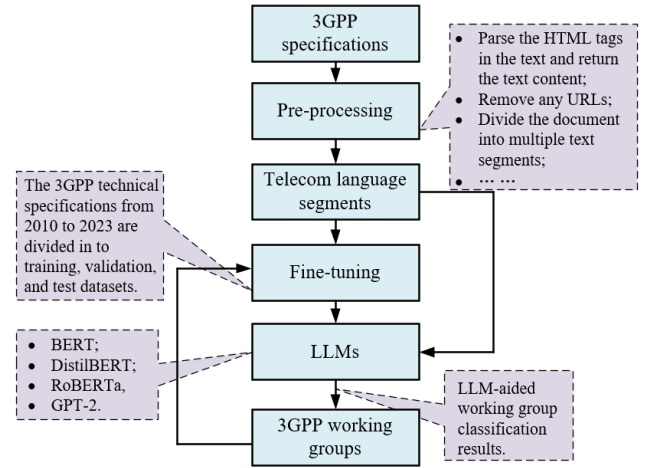 3GPP
specifications
● Parse the HTML tags
in the text and return
the text content;
● Remove any URLs;
● Divide the document
into multiple text
segments;
● … …
Pre-processing
Telecom language
segments
The 3GPP technical
specifications from
2010 to 2023 are
divided in to
training, validation,
and test datasets.
Fine-tuning
● BERT;
● DistilBERT;
● RoBERTa,
● GPT-2.
LLMs
LLM-aided
working group
classification
results.
3GPP working
groups